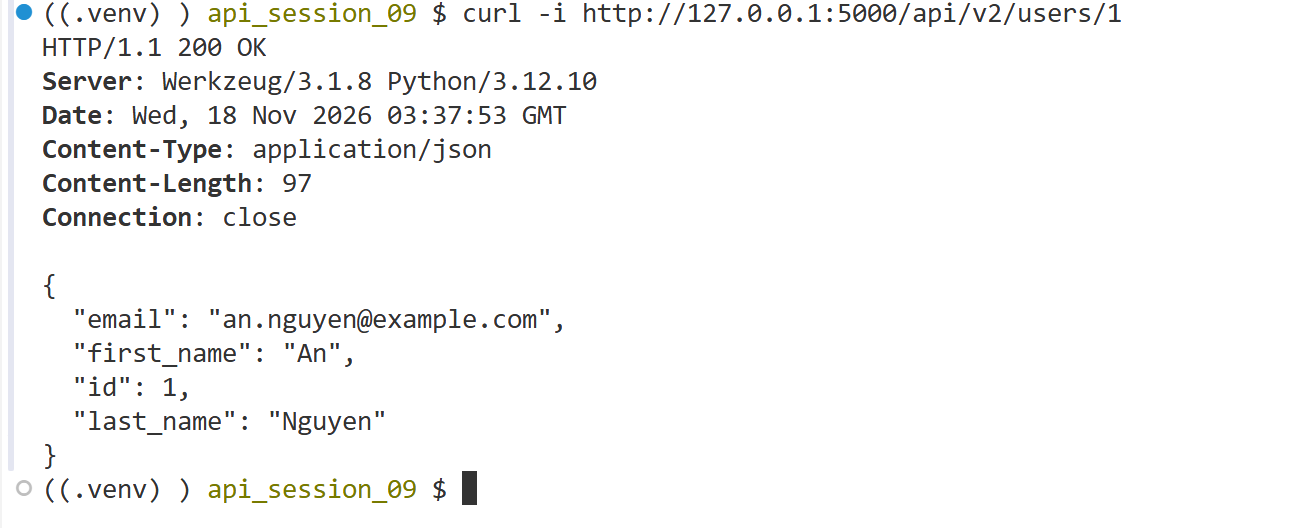 ((.venv) ) api_session_09 $ curl -i http://127.0.0.1:5000/api/v2/users/1
HTTP/1.1 200 OK
Server: Werkzeug/3.1.8 Python/3.12.10
Date: Wed, 18 Nov 2026 03:37:53 GMT
Content-Type: application/json
Content-Length: 97
Connection: close

{
  "email": "an.nguyen@example.com",
  "first_name": "An",
  "id": 1,
  "last_name": "Nguyen"
}
((.venv) ) api_session_09 $